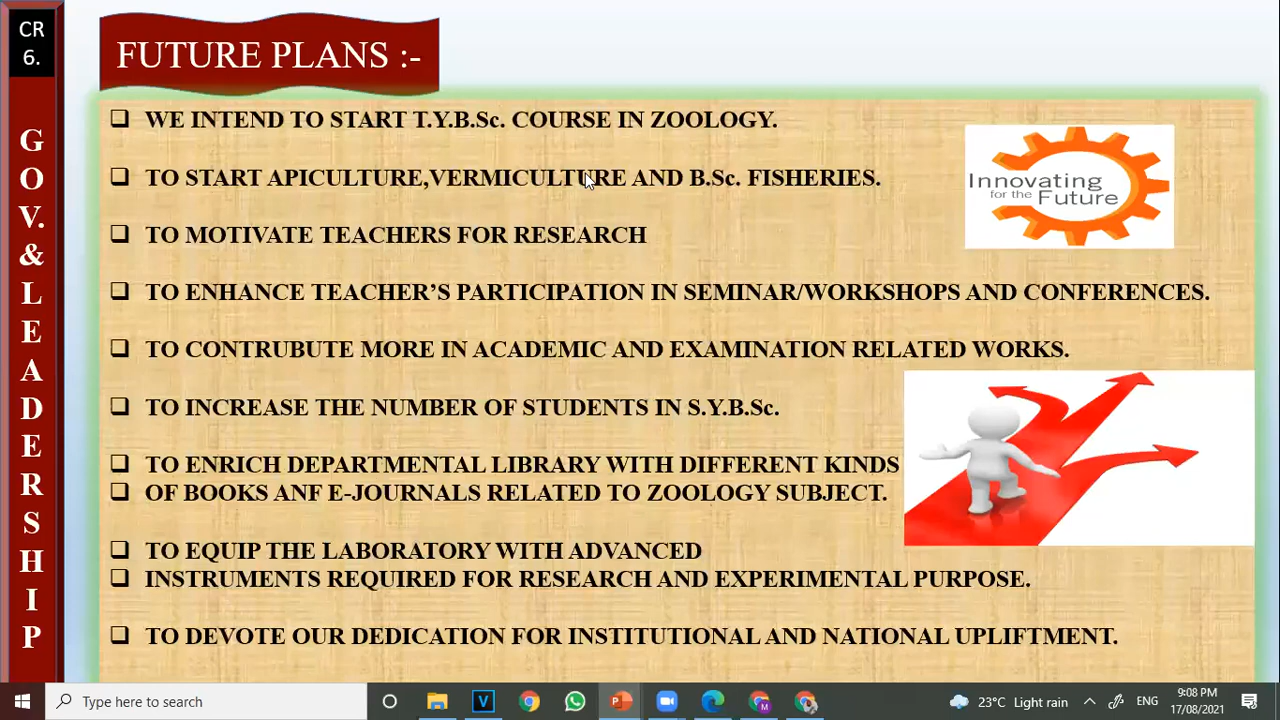 CR
6.
GOV.&LEADERSHIP
FUTURE PLANS :-
❑ WE INTEND TO START T.Y.B.Sc. COURSE IN ZOOLOGY.
❑ TO START APICULTURE,VERMICULTURE AND B.Sc. FISHERIES.
❑ TO MOTIVATE TEACHERS FOR RESEARCH
❑ TO ENHANCE TEACHER’S PARTICIPATION IN SEMINAR/WORKSHOPS AND CONFERENCES.
❑ TO CONTRUBUTE MORE IN ACADEMIC AND EXAMINATION RELATED WORKS.
❑ TO INCREASE THE NUMBER OF STUDENTS IN S.Y.B.Sc.
❑ TO ENRICH DEPARTMENTAL LIBRARY WITH DIFFERENT KINDS
❑ OF BOOKS ANF E-JOURNALS RELATED TO ZOOLOGY SUBJECT.
❑ TO EQUIP THE LABORATORY WITH ADVANCED
❑ INSTRUMENTS REQUIRED FOR RESEARCH AND EXPERIMENTAL PURPOSE.
❑ TO DEVOTE OUR DEDICATION FOR INSTITUTIONAL AND NATIONAL UPLIFTMENT.
Innovating
for the Future
Type here to search
23°C Light rain
ENG
9:08 PM
17/08/2021